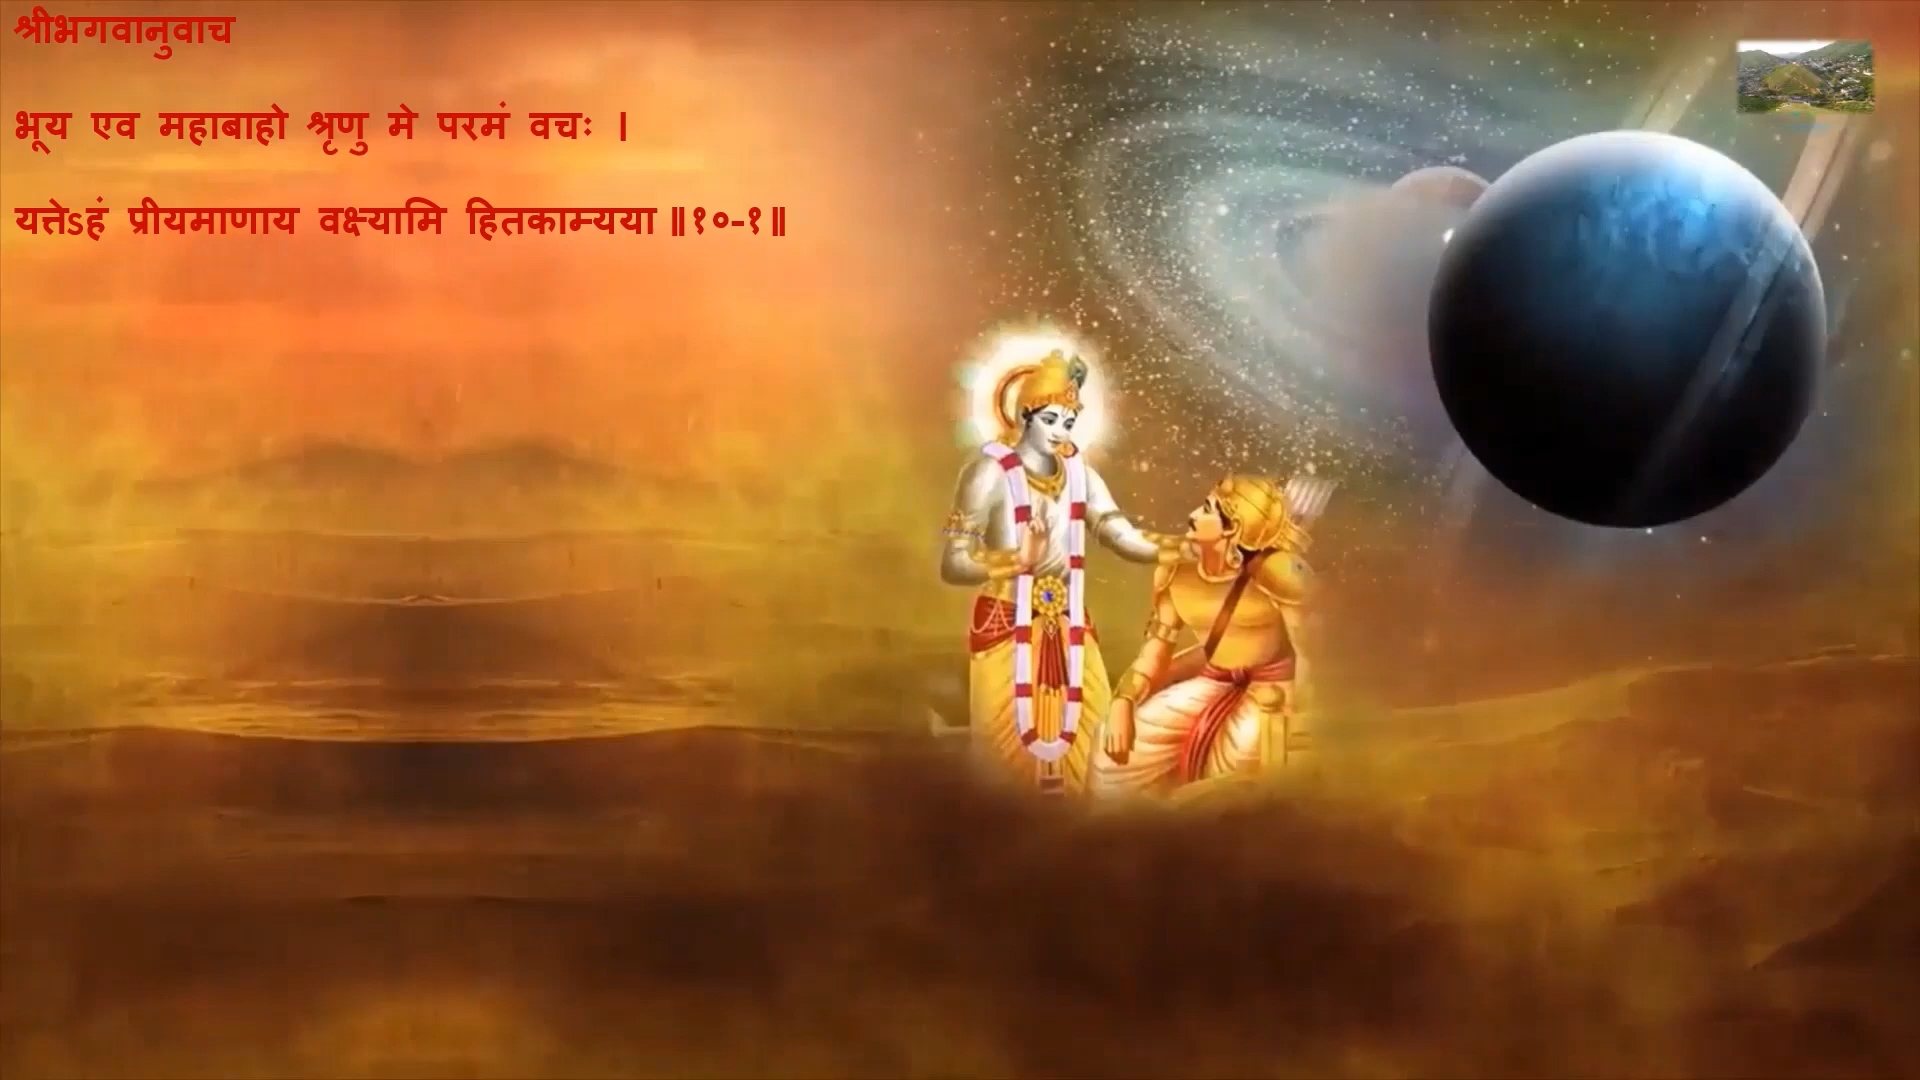 श्रीभगवानुवाच
भूय एव महाबाहो श्रृणु मे परमं वचः ।
यत्तेऽहं प्रीयमाणाय वक्ष्यामि हितकाम्यया ॥१०-१॥